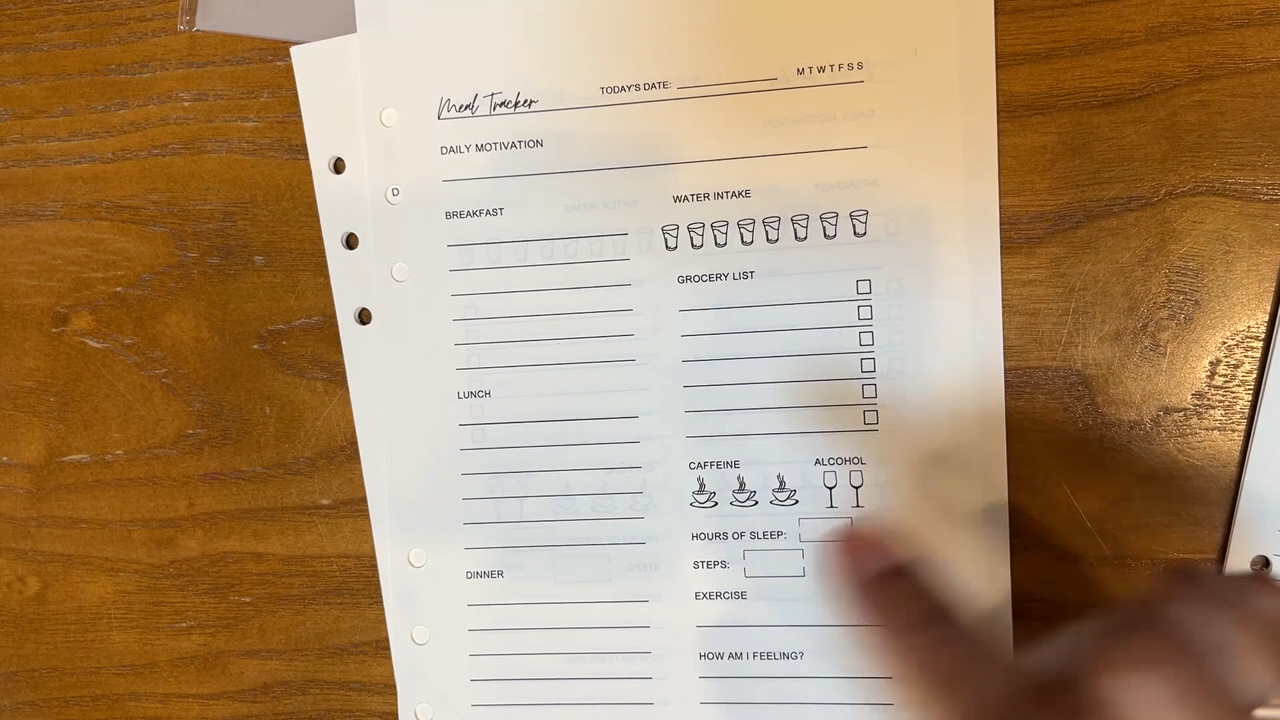 Meal Tracker
TODAY'S DATE:
M T W T F S S
DAILY MOTIVATION
BREAKFAST
WATER INTAKE
GROCERY LIST
LUNCH
CAFFEINE
ALCOHOL
HOURS OF SLEEP:
STEPS:
DINNER
EXERCISE
HOW AM I FEELING?
D